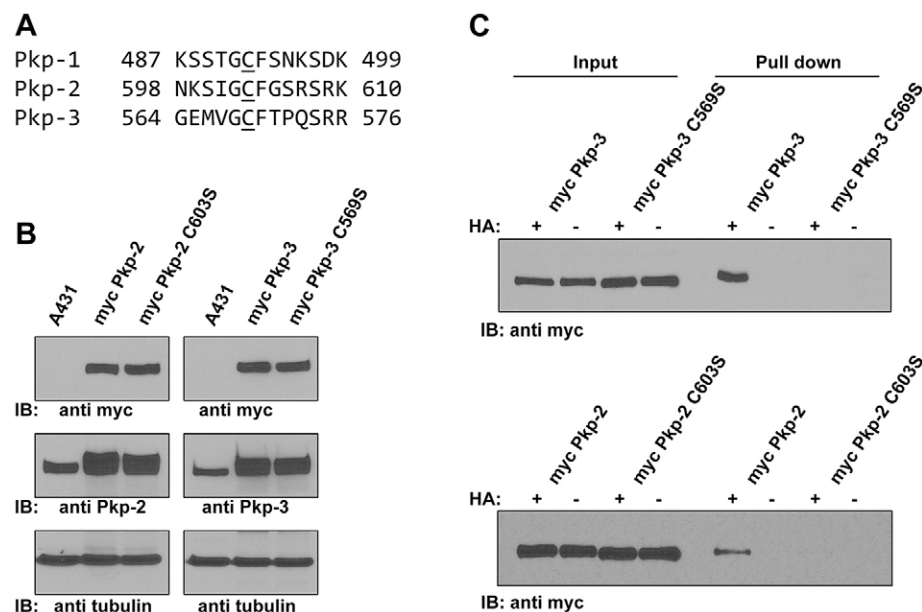 A
Pkp-1 487 KSSTGCFSNKSDK 499
Pkp-2 598 NKSIGCFGSRSRK 610
Pkp-3 564 GEMVGCFTPQSRR 576
B
A431 myc Pkp-2 myc Pkp-2 C603S A431 myc Pkp-3 myc Pkp-3 C569S
IB: anti myc anti myc
IB: anti Pkp-2 anti Pkp-3
IB: anti tubulin anti tubulin
C
Input Pull down
myc Pkp-3 myc Pkp-3 C569S myc Pkp-3 myc Pkp-3 C569S
HA: + - + - + - + -
IB: anti myc
myc Pkp-2 myc Pkp-2 C603S myc Pkp-2 myc Pkp-2 C603S
HA: + - + - + - + -
IB: anti myc